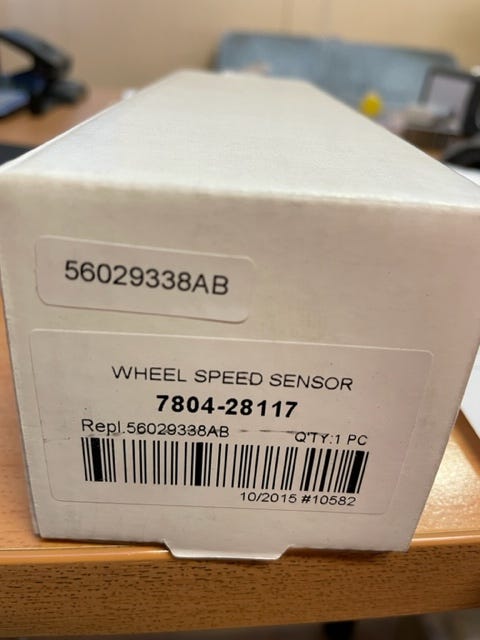 56029338AB
WHEEL SPEED SENSOR
7804-28117
Repl.56029338AB Q'TY:1 PC
10/2015 #10582